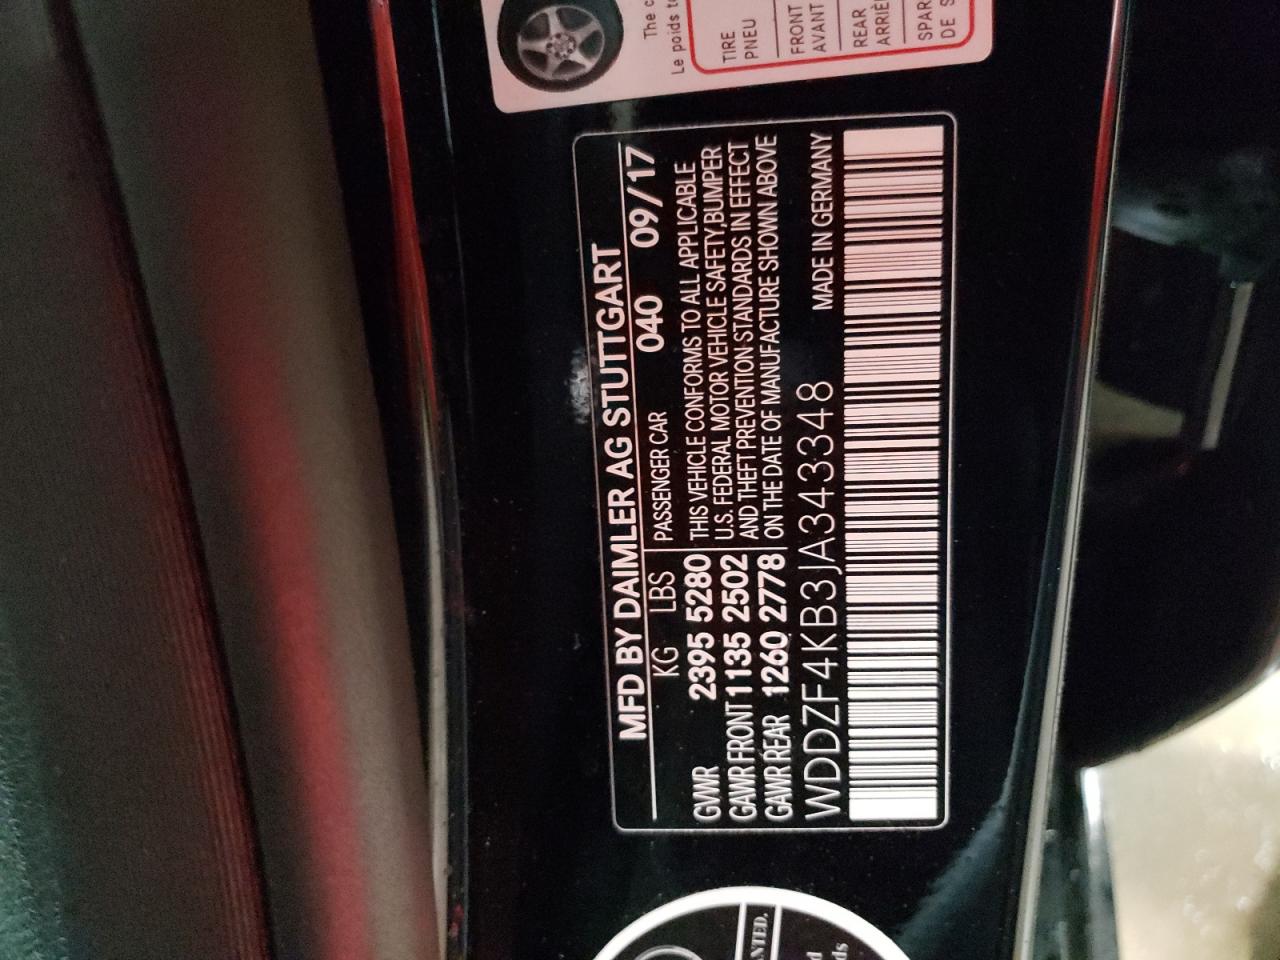 MFD BY DAIMLER AG STUTTGART
KG LBS PASSENGER CAR 040 09/17
GVWR 2395 5280
GAWR FRONT 1135 2502
GAWR REAR 1260 2778
THIS VEHICLE CONFORMS TO ALL APPLICABLE
U.S. FEDERAL MOTOR VEHICLE SAFETY,BUMPER
AND THEFT PREVENTION STANDARDS IN EFFECT
ON THE DATE OF MANUFACTURE SHOWN ABOVE
WDDZF4KB3JA343348 MADE IN GERMANY
The
Le poids
TIRE
PNEU
FRONT
AVANT
REAR